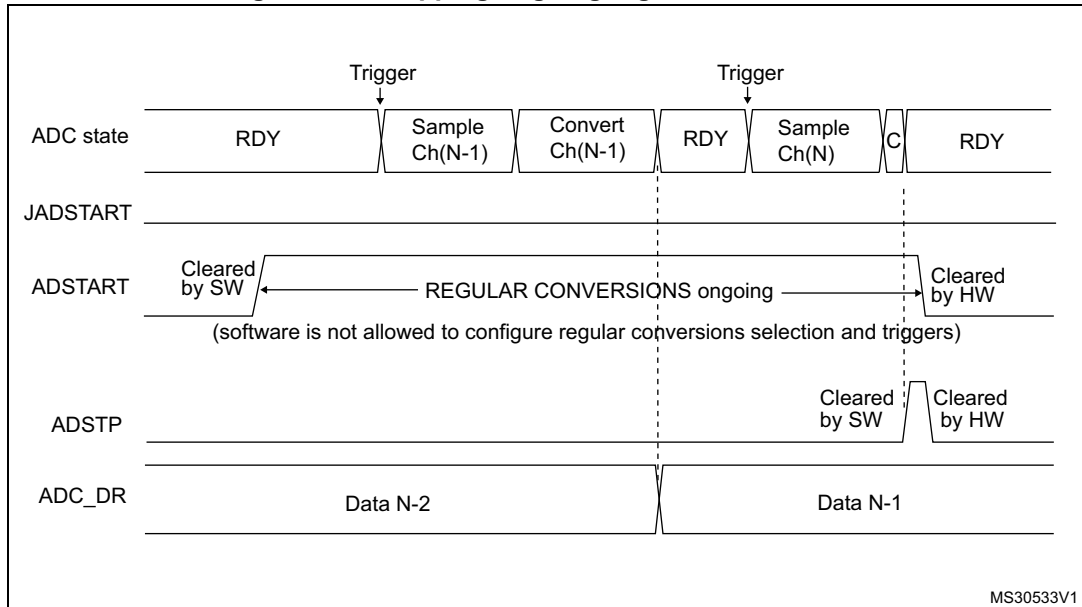 Trigger Trigger
ADC state RDY Sample Ch(N-1) Convert Ch(N-1) RDY Sample Ch(N) C RDY
JADSTART
ADSTART Cleared by SW REGULAR CONVERSIONS ongoing Cleared by HW
(software is not allowed to configure regular conversions selection and triggers)
ADSTP Cleared by SW Cleared by HW
ADC_DR Data N-2 Data N-1
MS30533V1